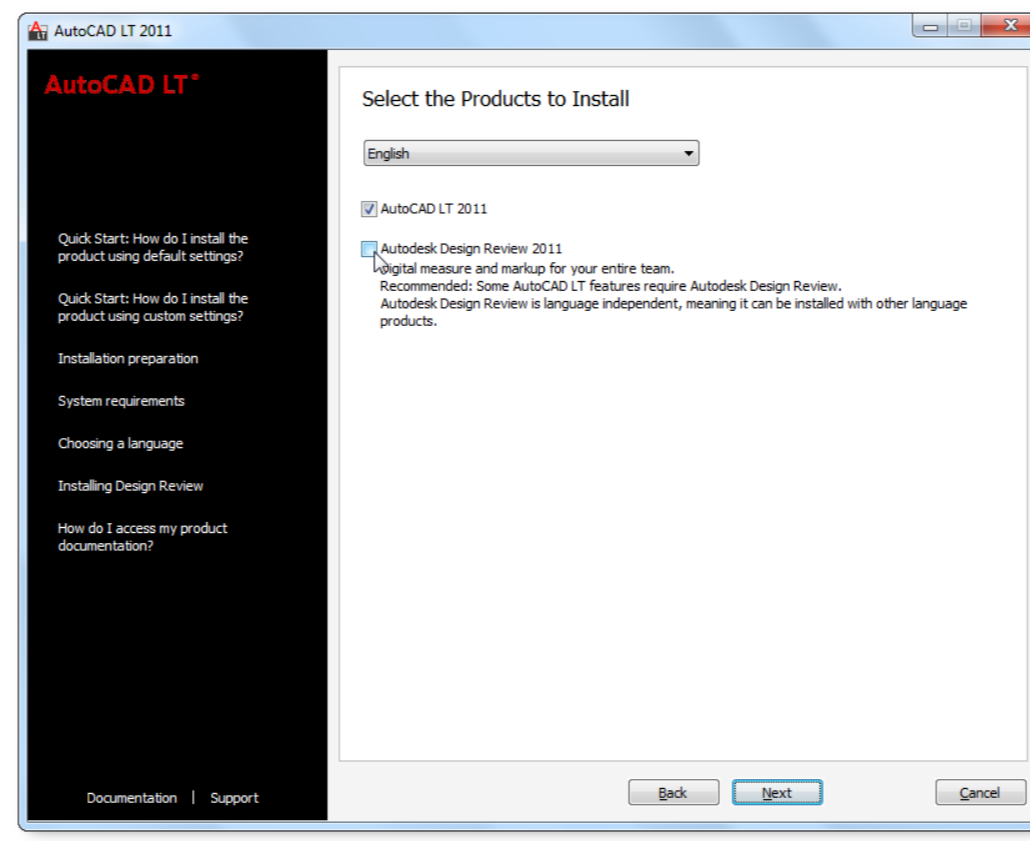 AutoCAD LT 2011
AutoCAD LT®
Select the Products to Install
English
AutoCAD LT 2011
Autodesk Design Review 2011
Digital measure and markup for your entire team.
Recommended: Some AutoCAD LT features require Autodesk Design Review.
Autodesk Design Review is language independent, meaning it can be installed with other language
products.
Quick Start: How do I install the
product using default settings?
Quick Start: How do I install the
product using custom settings?
Installation preparation
System requirements
Choosing a language
Installing Design Review
How do I access my product
documentation?
Documentation | Support
Back
Next
Cancel